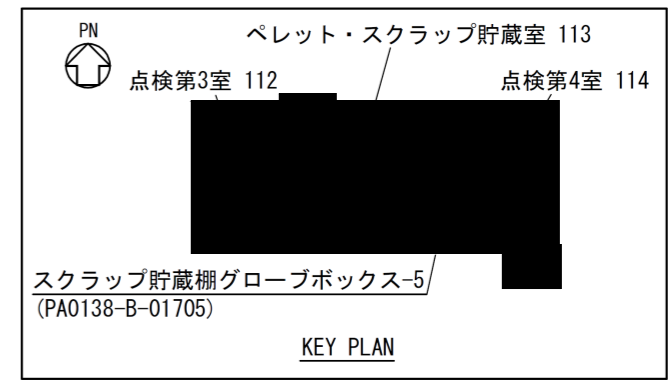 PN
ペレット・スクラップ貯蔵室 113
点検第3室 112
点検第4室 114
スクラップ貯蔵棚グローブボックス-5
(PA0138-B-01705)
KEY PLAN